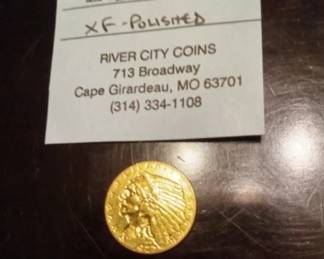 XF-POLISHED
RIVER CITY COINS
713 Broadway
Cape Girardeau, MO 63701
(314) 334-1108